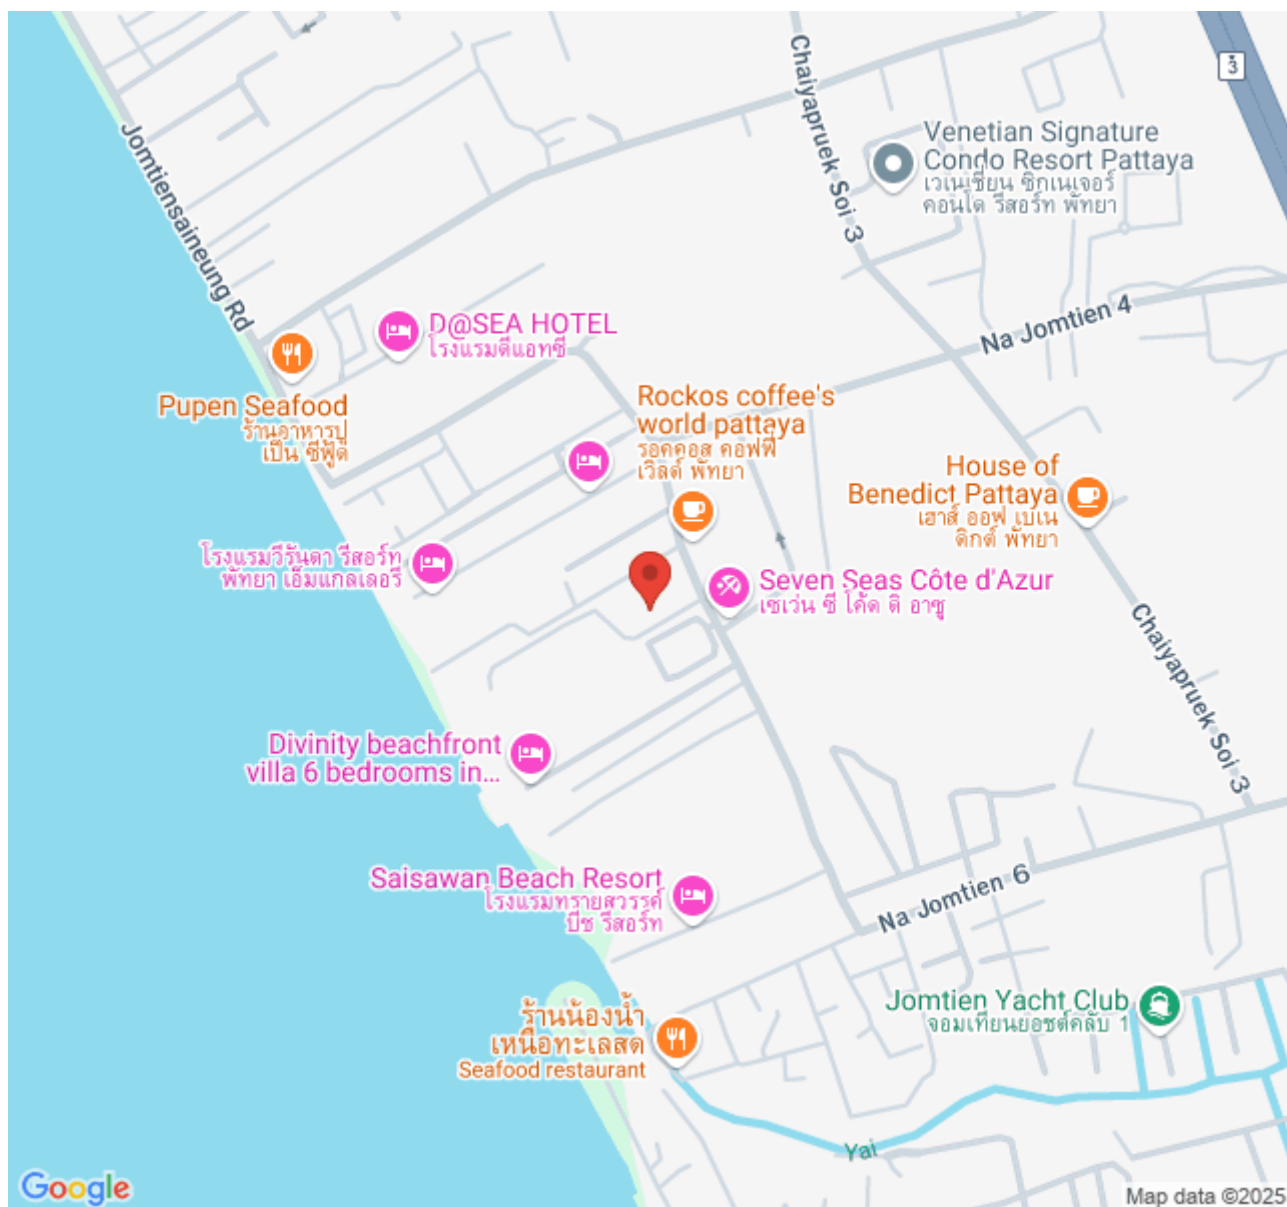 Jomtiensaineung Rd
Chaiyapruek Soi 3
3
Venetian Signature
Condo Resort Pattaya
เวเนเชี่ยน ซิกเนเจอร์
คอนโด รีสอร์ท พัทยา
Na Jomtien 4
D@SEA HOTEL
โรงแรมดีแอทซี
Pupen Seafood
ร้านอาหารปู
เป็น ซีฟู้ด
Rockos coffee's
world pattaya
รอคคอส คอฟฟี่
เวิลด์ พัทยา
House of
Benedict Pattaya
เฮาส์ ออฟ เบเน
ดิกต์ พัทยา
โรงแรมวีรันดา รีสอร์ท
พัทยา เอ็มแกลเลอรี
Seven Seas Côte d'Azur
เซเว่น ซี โค้ด ดิ อาซู
Chaiyapruek Soi 3
Divinity beachfront
villa 6 bedrooms in...
Saisawan Beach Resort
โรงแรมทรายสวรรค์
บีช รีสอร์ท
Na Jomtien 6
Jomtien Yacht Club
จอมเทียนยอชต์คลับ 1
ร้านน้องน้ำ
เหนือทะเลสด
Seafood restaurant
Yai
Google
Map data ©2025